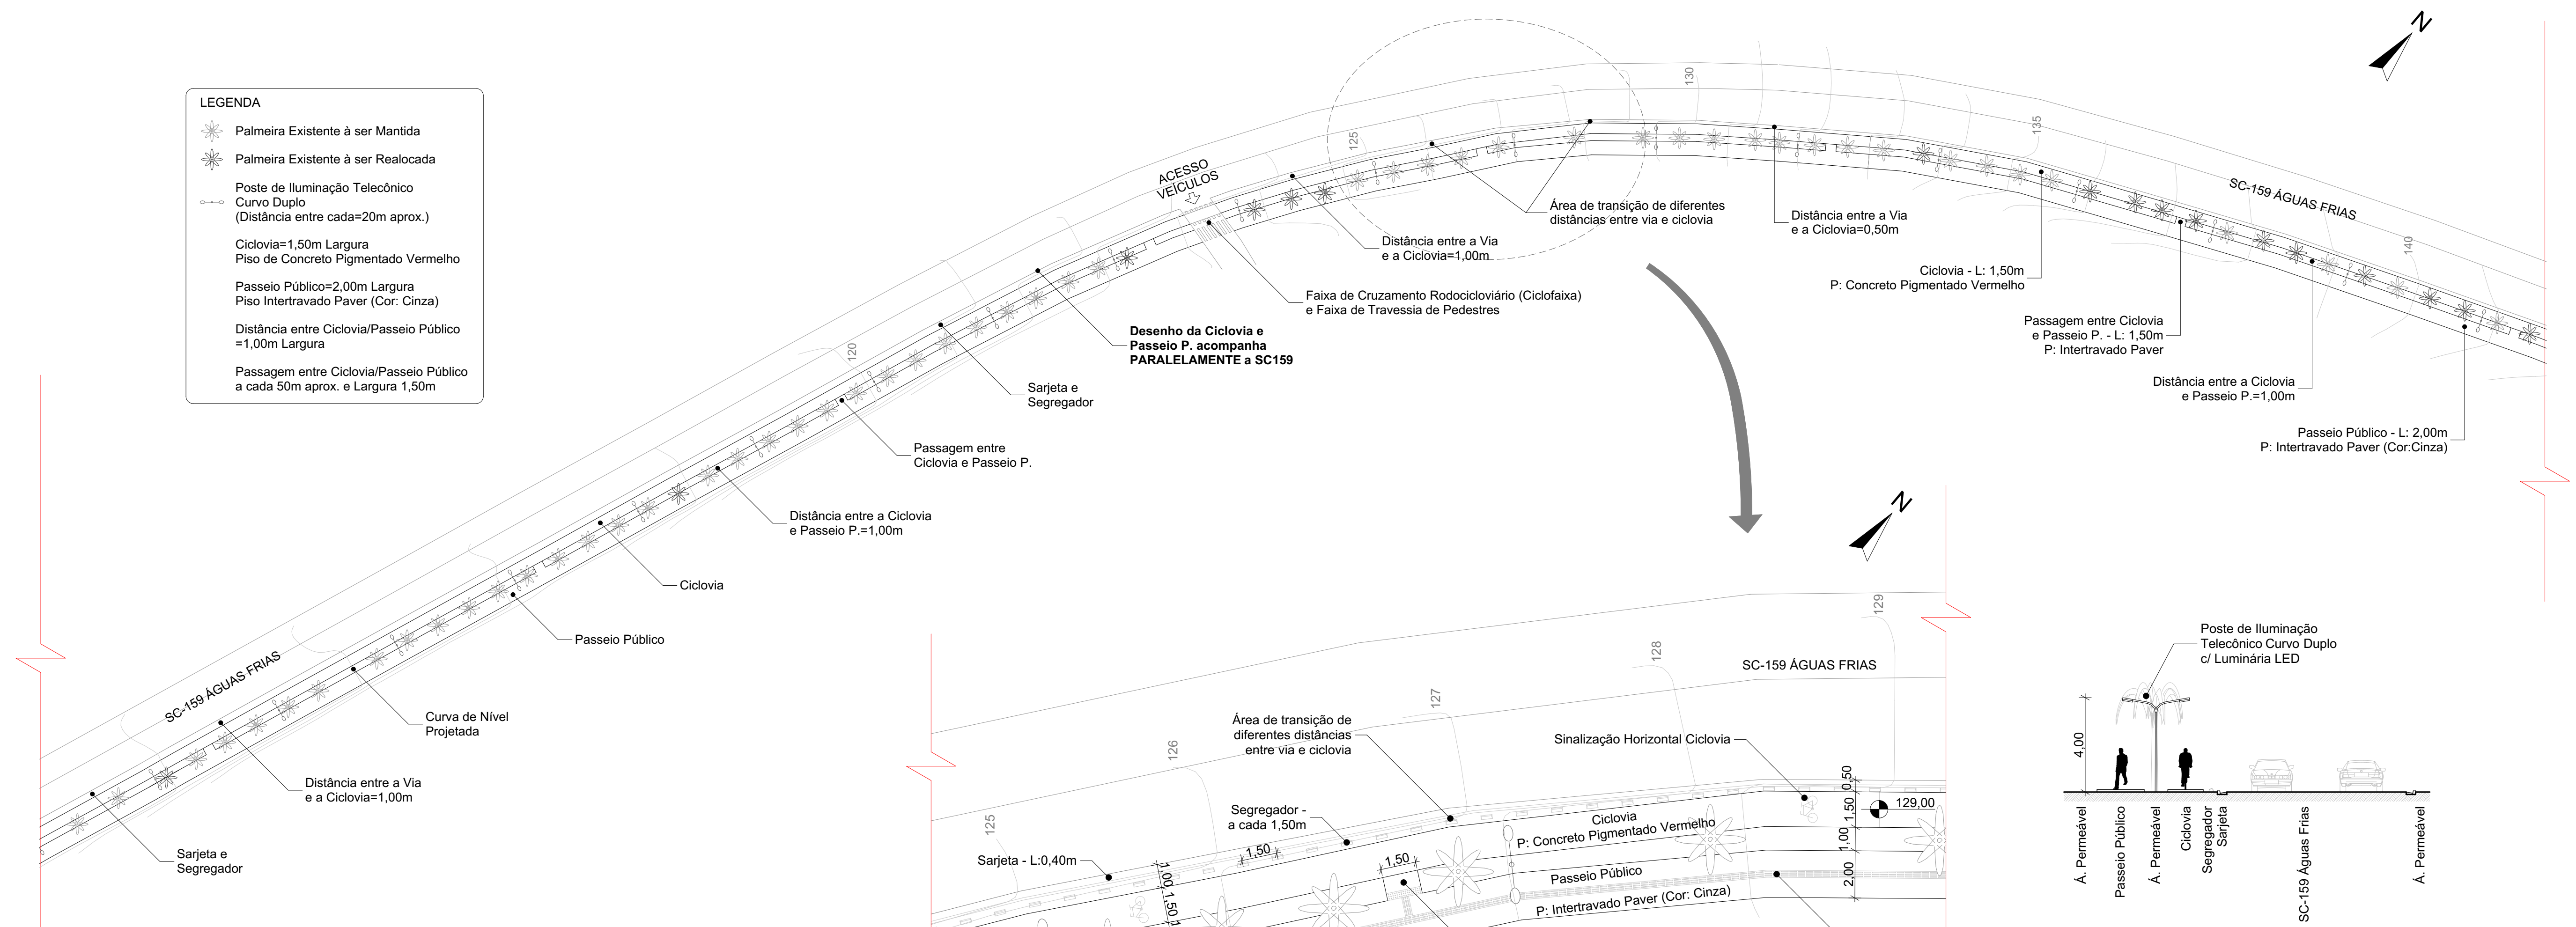 LEGENDA
Palmeira Existente à ser Mantida
Palmeira Existente à ser Realocada
Poste de Iluminação Telecônico
Curvo Duplo
(Distância entre cada=20m aprox.)
Ciclovia=1,50m Largura
Piso de Concreto Pigmentado Vermelho
Passeio Público=2,00m Largura
Piso Intertravado Paver (Cor: Cinza)
Distância entre Ciclovia/Passeio Público
=1,00m Largura
Passagem entre Ciclovia/Passeio Público
a cada 50m aprox. e Largura 1,50m
SC-159 ÁGUAS FRIAS
Sarjeta e
Segregador
Distância entre a Via
e a Ciclovia=1,00m
Curva de Nível
Projetada
Passeio Público
Ciclovia
Distância entre a Ciclovia
e Passeio P.=1,00m
Passagem entre
Ciclovia e Passeio P.
120
Sarjeta e
Segregador
Desenho da Ciclovia e
Passeio P. acompanha
PARALELAMENTE a SC159
ACESSO
VEÍCULOS
Faixa de Cruzamento Rodocicloviário (Ciclofaixa)
e Faixa de Travessia de Pedestres
Distância entre a Via
e a Ciclovia=1,00m
125
Área de transição de diferentes
distâncias entre via e ciclovia
130
Distância entre a Via
e a Ciclovia=0,50m
135
Ciclovia - L: 1,50m
P: Concreto Pigmentado Vermelho
SC-159 ÁGUAS FRIAS
140
Passagem entre Ciclovia
e Passeio P. - L: 1,50m
P: Intertravado Paver
Distância entre a Ciclovia
e Passeio P.=1,00m
Passeio Público - L: 2,00m
P: Intertravado Paver (Cor:Cinza)
N
N
125
126
127
128
129
SC-159 ÁGUAS FRIAS
Área de transição de
diferentes distâncias
entre via e ciclovia
Sinalização Horizontal Ciclovia
Segregador -
a cada 1,50m
Sarjeta - L:0,40m
1,50
1,50
1,00
1,50
Ciclovia
P: Concreto Pigmentado Vermelho
Passeio Público
P: Intertravado Paver (Cor: Cinza)
0,50
1,50
1,00
2,00
129,00
Poste de Iluminação
Telecônico Curvo Duplo
c/ Luminária LED
4,00
Á. Permeável
Passeio Público
Á. Permeável
Ciclovia
Segregador
Sarjeta
SC-159 Águas Frias
Á. Permeável